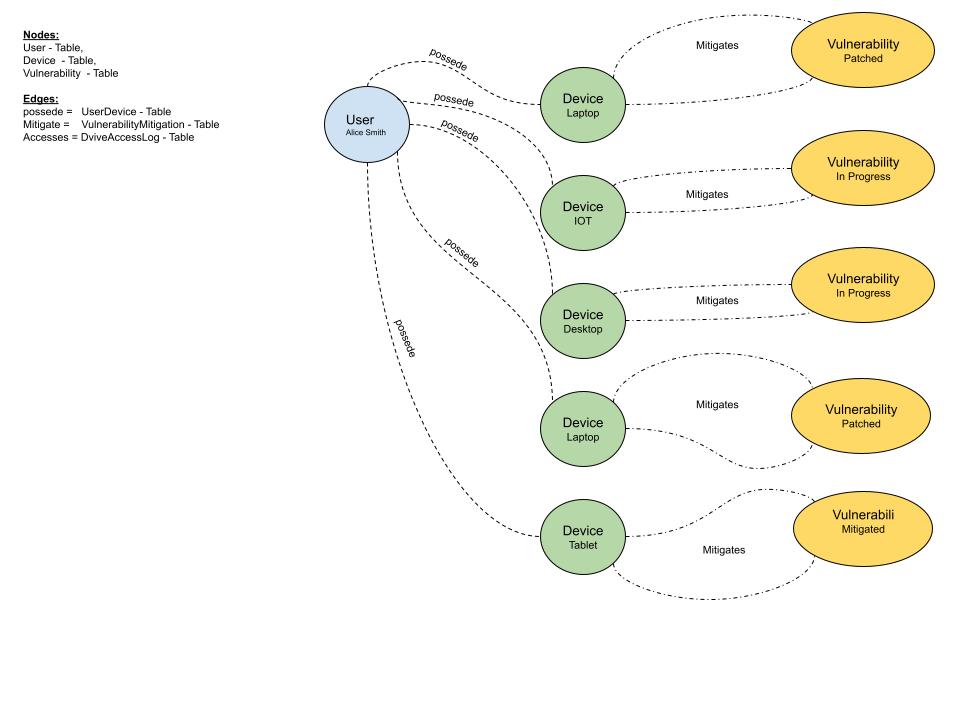 Nodes:
User - Table,
Device - Table,
Vulnerability - Table
Edges:
possede = UserDevice - Table
Mitigate = VulnerabilityMitigation - Table
Accesses = DviveAccessLog - Table
User
Alice Smith
possede
possede
possede
possede
possede
Device
Laptop
Mitigates
Vulnerability
Patched
Device
IOT
Mitigates
Vulnerability
In Progress
Device
Desktop
Mitigates
Vulnerability
In Progress
Device
Laptop
Mitigates
Vulnerability
Patched
Device
Tablet
Mitigates
Vulnerabili
Mitigated